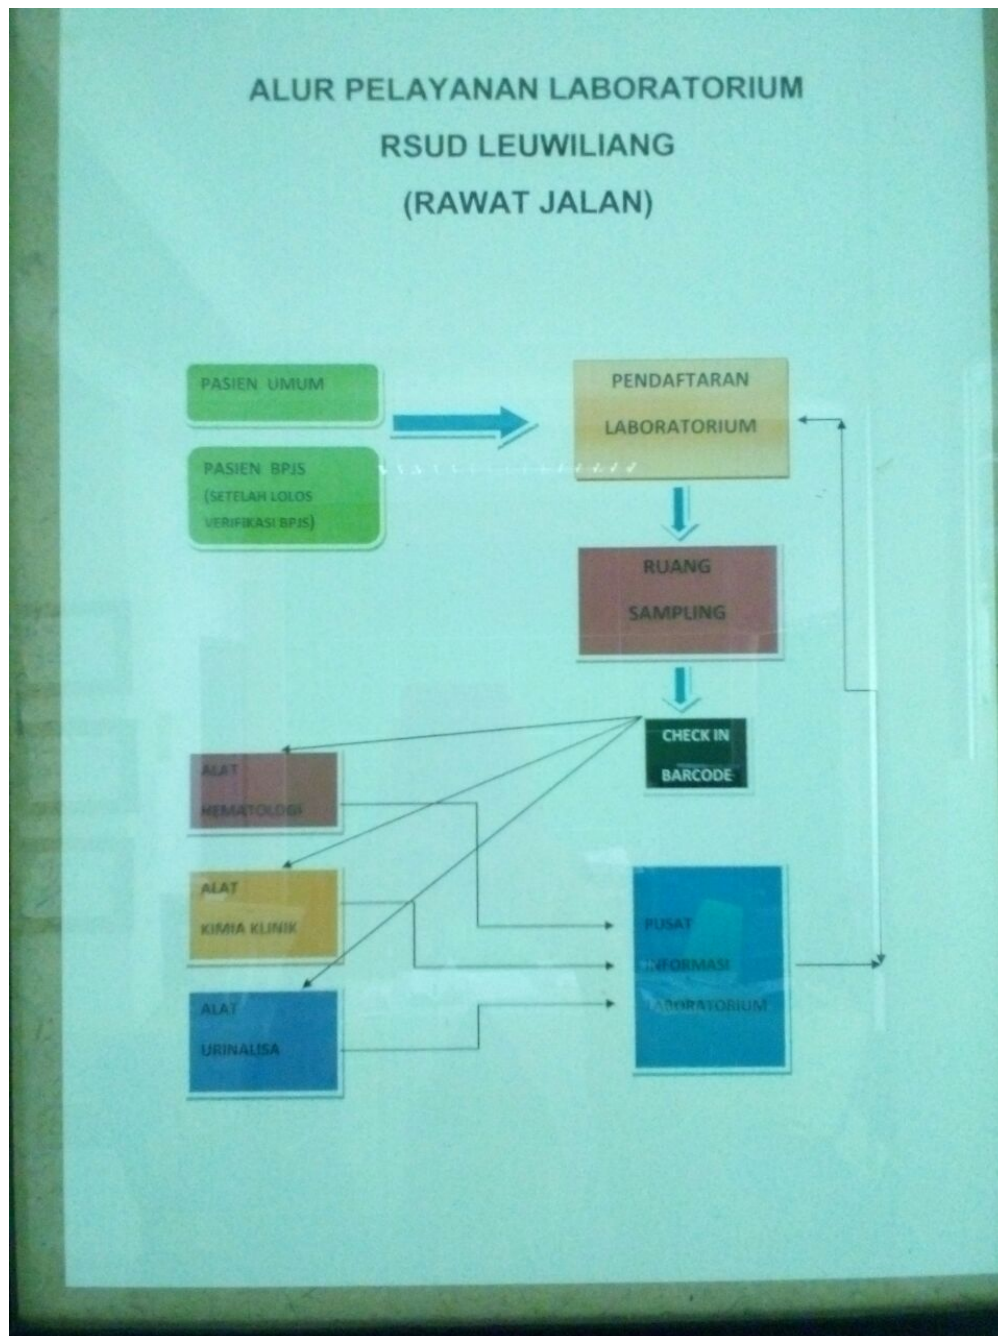 ALUR PELAYANAN LABORATORIUM
RSUD LEUWILIANG
(RAWAT JALAN)
PASIEN UMUM
PASIEN BPJS
(SETELAH LOLOS
VERIFIKASI BPJS)
PENDAFTARAN
LABORATORIUM
RUANG
SAMPLING
CHECK IN
BARCODE
ALAT
HEMATOLOGI
ALAT
KIMIA KLINIK
ALAT
URINALISA
PUSAT
INFORMASI
LABORATORIUM